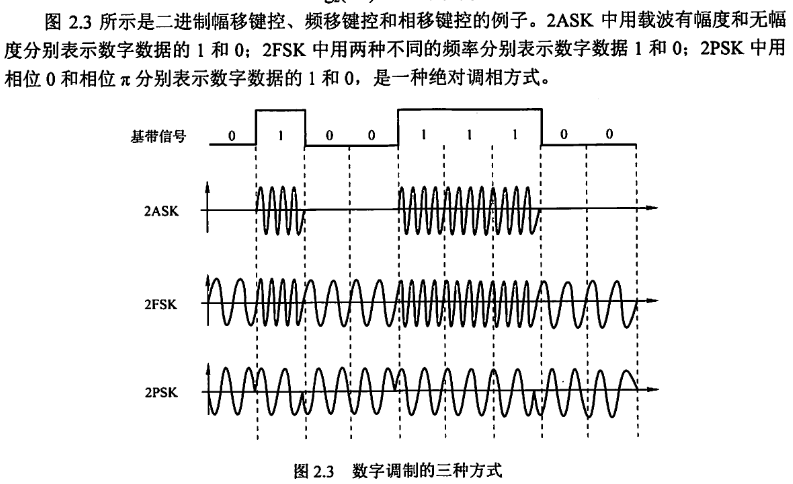 图 2.3 所示是二进制幅移键控、频移键控和相移键控的例子。2ASK 中用载波有幅度和无幅
度分别表示数字数据的 1 和 0；2FSK 中用两种不同的频率分别表示数字数据 1 和 0；2PSK 中用
相位 0 和相位 π 分别表示数字数据的 1 和 0，是一种绝对调相方式。
基带信号 0 1 0 0 1 1 1 0 0
2ASK
2FSK
2PSK
图 2.3 数字调制的三种方式